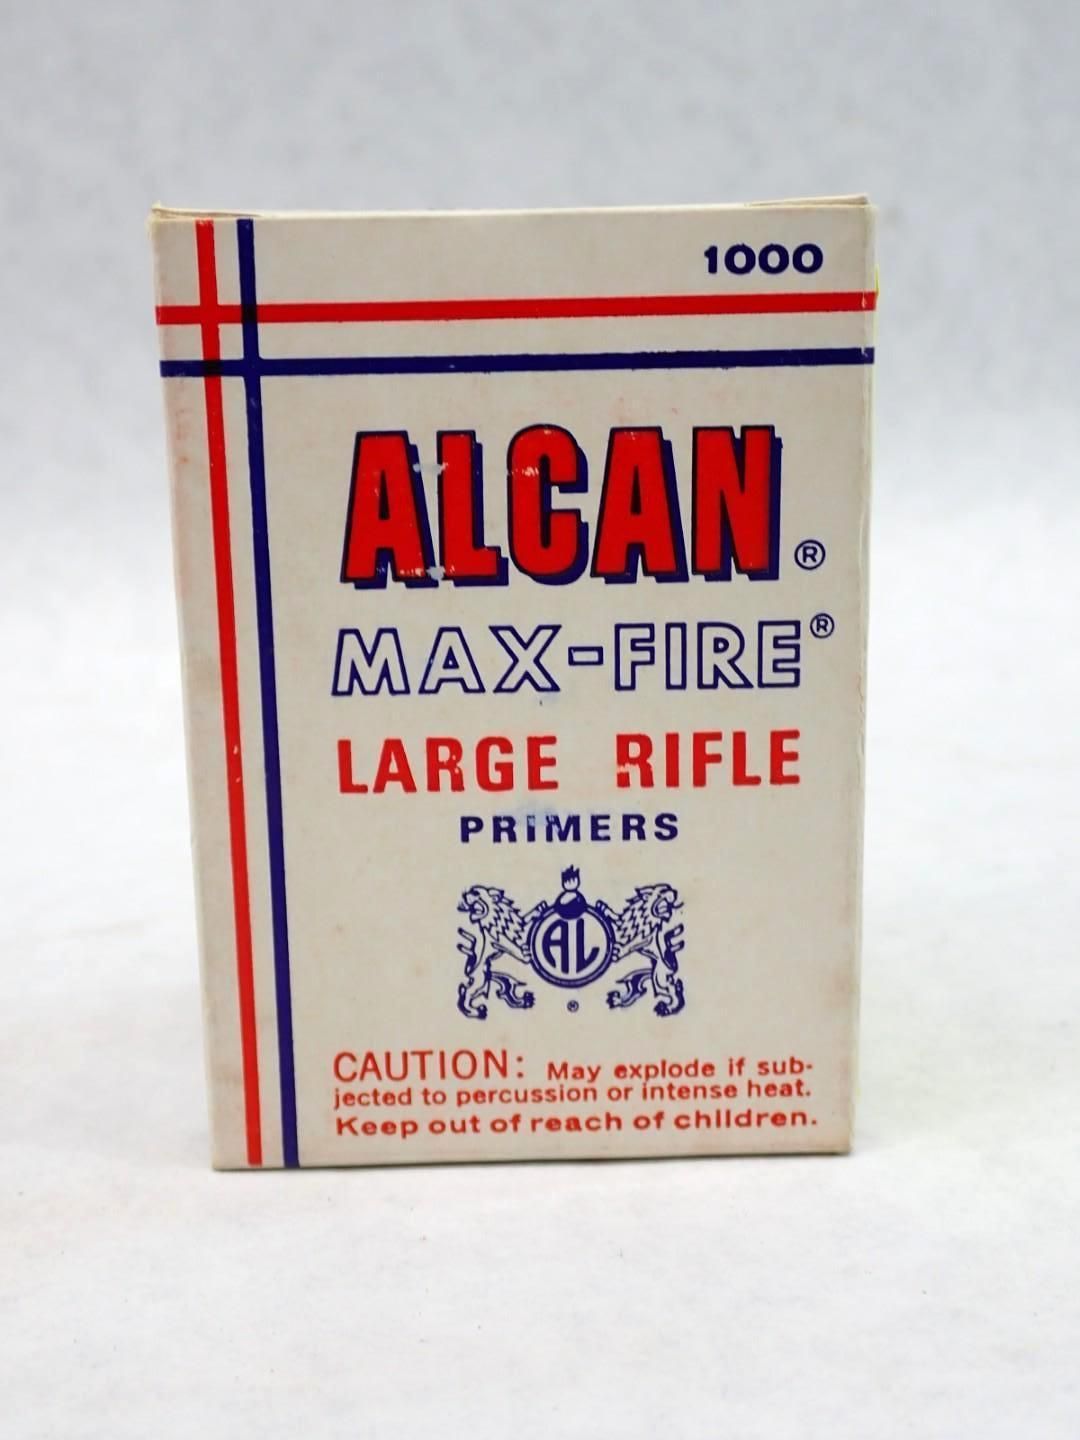 1000
ALCAN®
MAX-FIRE®
LARGE RIFLE
PRIMERS
AL
®
CAUTION: May explode if sub-
jected to percussion or intense heat.
Keep out of reach of children.